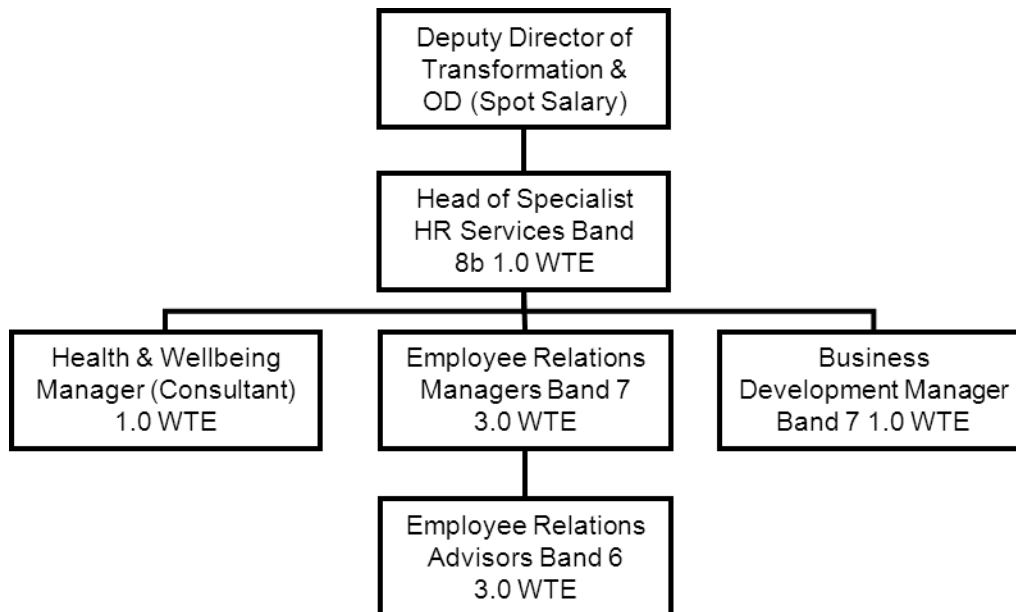 Deputy Director of
Transformation &
OD (Spot Salary)
Head of Specialist
HR Services Band
8b 1.0 WTE
Health & Wellbeing
Manager (Consultant)
1.0 WTE
Employee Relations
Managers Band 7
3.0 WTE
Business
Development Manager
Band 7 1.0 WTE
Employee Relations
Advisors Band 6
3.0 WTE